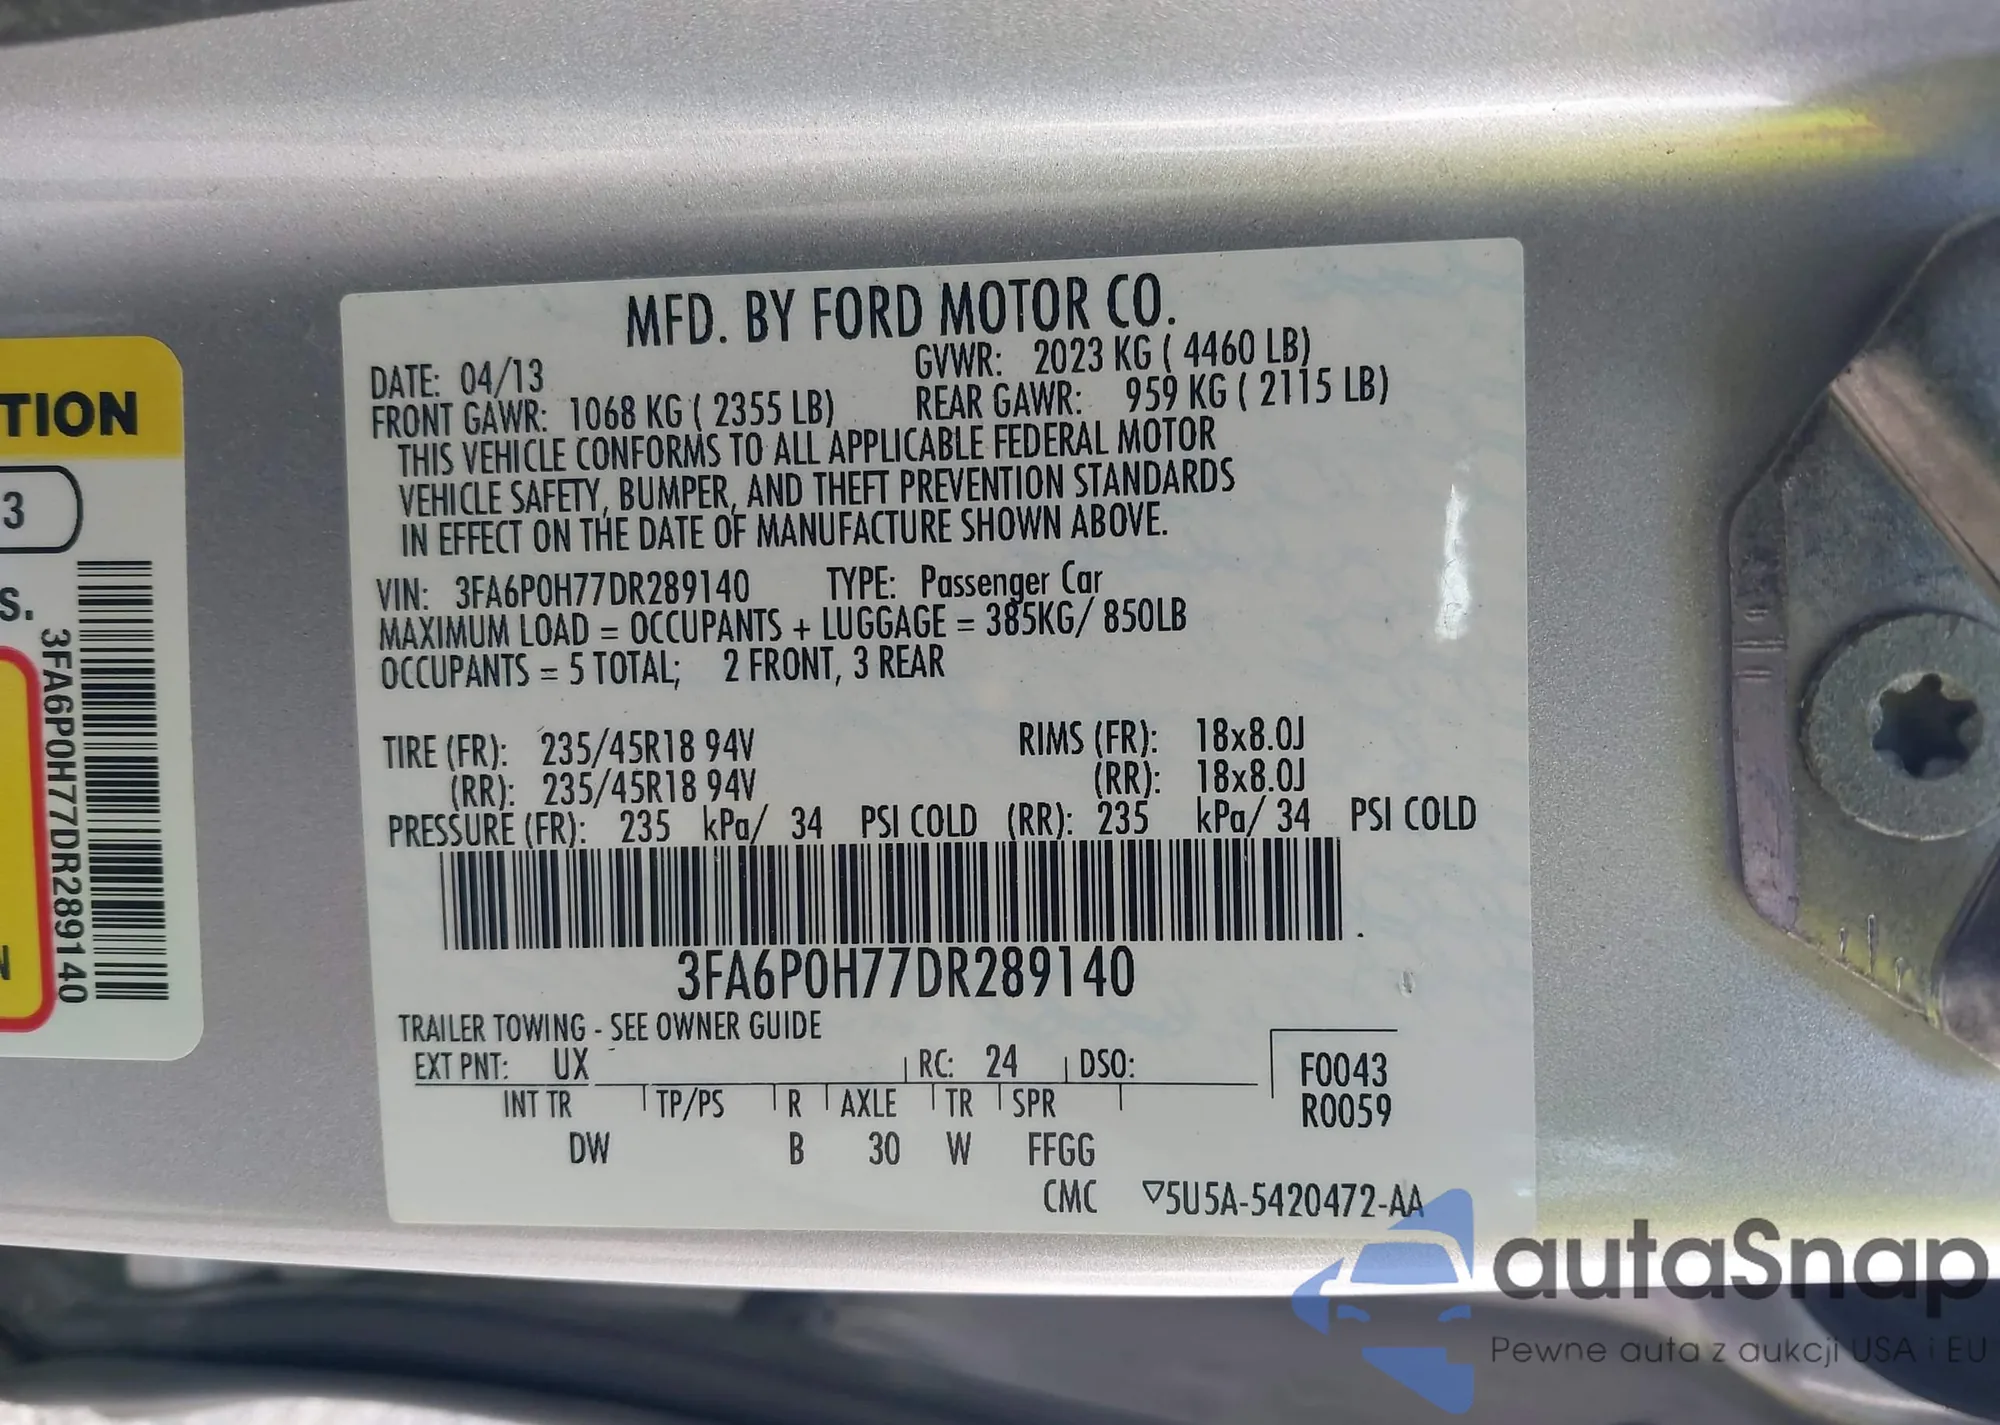 TION
3
S.
3FA6P0H77DR289140
N
MFD. BY FORD MOTOR CO.
DATE: 04/13 GVWR: 2023 KG ( 4460 LB)
FRONT GAWR: 1068 KG ( 2355 LB) REAR GAWR: 959 KG ( 2115 LB)
THIS VEHICLE CONFORMS TO ALL APPLICABLE FEDERAL MOTOR
VEHICLE SAFETY, BUMPER, AND THEFT PREVENTION STANDARDS
IN EFFECT ON THE DATE OF MANUFACTURE SHOWN ABOVE.
VIN: 3FA6P0H77DR289140 TYPE: Passenger Car
MAXIMUM LOAD = OCCUPANTS + LUGGAGE = 385KG/ 850LB
OCCUPANTS = 5 TOTAL; 2 FRONT, 3 REAR
TIRE (FR): 235/45R18 94V RIMS (FR): 18x8.0J
(RR): 235/45R18 94V (RR): 18x8.0J
PRESSURE (FR): 235 kPa/ 34 PSI COLD (RR): 235 kPa/ 34 PSI COLD
3FA6P0H77DR289140
TRAILER TOWING - SEE OWNER GUIDE
EXT PNT: UX RC: 24 DSO:
INT TR TP/PS R AXLE TR SPR
DW B 30 W FFGG
F0043
R0059
CMC ▽5U5A-5420472-AA
autaSnap
Pewne auta z aukcji USA i EU